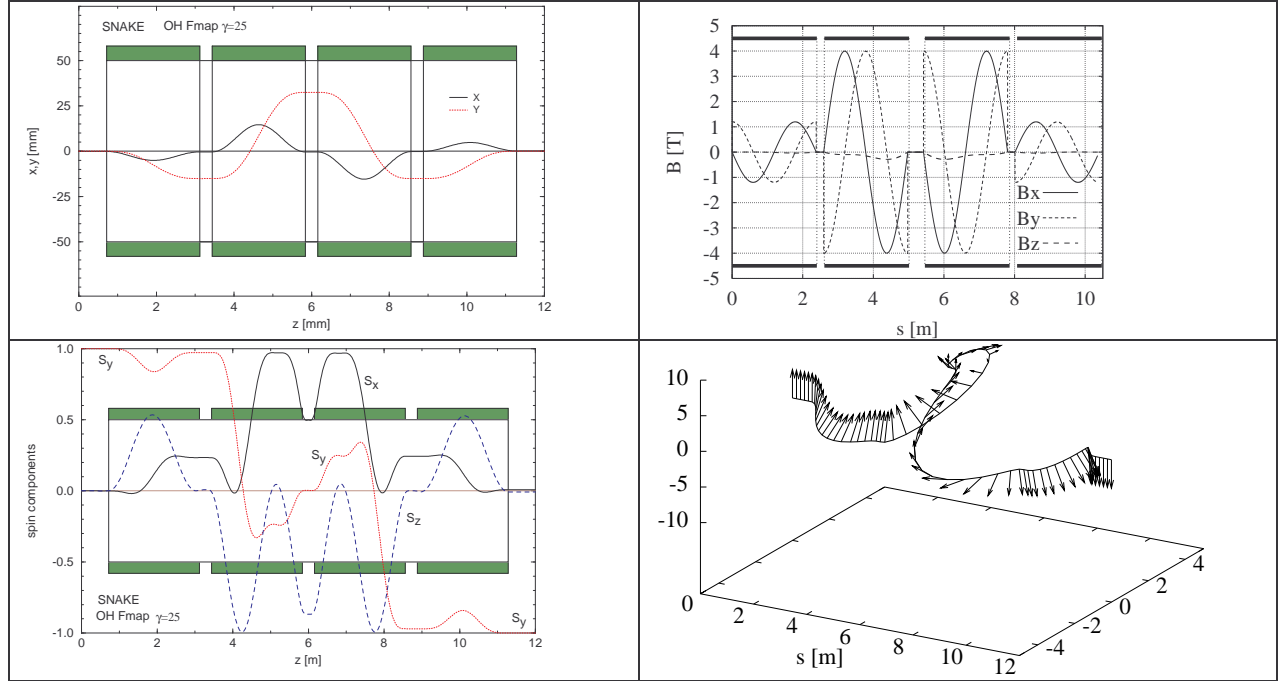 SNAKE OH Fmap γ=25
x,y [mm]
50
25
0
-25
-50
X
Y
0 2 4 6 8 10 12
z [mm]
B [T]
5
4
3
2
1
0
-1
-2
-3
-4
-5
Bx
By
Bz
0 2 4 6 8 10
s [m]
spin components
1.0
0.5
0.0
-0.5
-1.0
Sy
Sx
Sy
Sz
SNAKE
OH Fmap γ=25
Sy
0 2 4 6 8 10 12
z [m]
10
5
0
-5
-10
0 2 4 6 8 10 12
s [m]
-4 -2 0 2 4